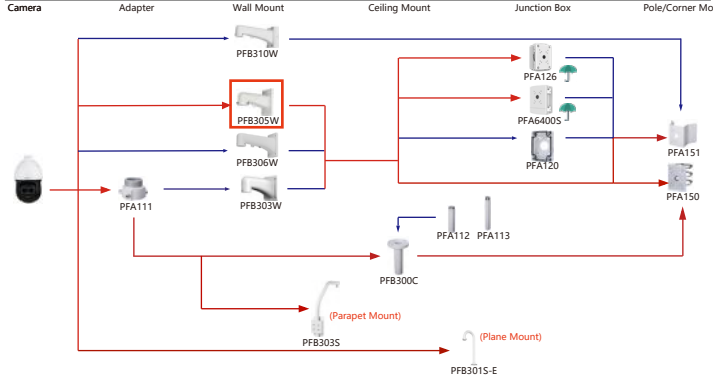 Camera Adapter Wall Mount Ceiling Mount Junction Box Pole/Corner Mo
PFB310W
PFA126
PFB305W
PFA6400S
PFB306W
PFA120
PFA151
PFA111
PFB303W
PFA150
PFA112 PFA113
PFB300C
(Parapet Mount)
PFB303S
(Plane Mount)
PFB301S-E